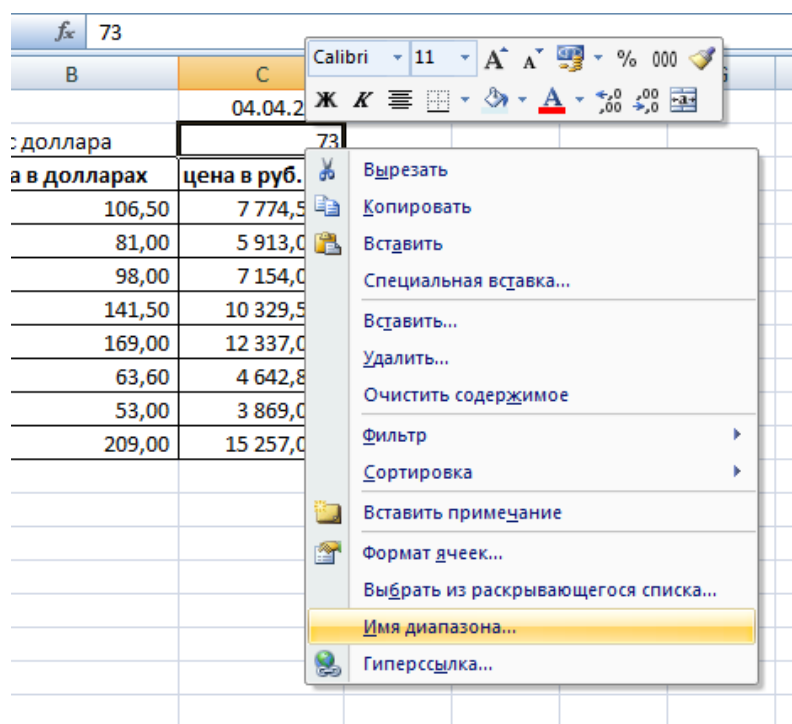 fx 73
B C
Calibri 11 A A % 000
Ж К А ,00 ,0
04.04.2
с доллара 73
а в долларах цена в руб.
106,50 7 774,5
81,00 5 913,0
98,00 7 154,0
141,50 10 329,5
169,00 12 337,0
63,60 4 642,8
53,00 3 869,0
209,00 15 257,0
Вырезать
Копировать
Вставить
Специальная вставка...
Вставить...
Удалить...
Очистить содержимое
Фильтр
Сортировка
Вставить примечание
Формат ячеек...
Выбрать из раскрывающегося списка...
Имя диапазона...
Гиперссылка...